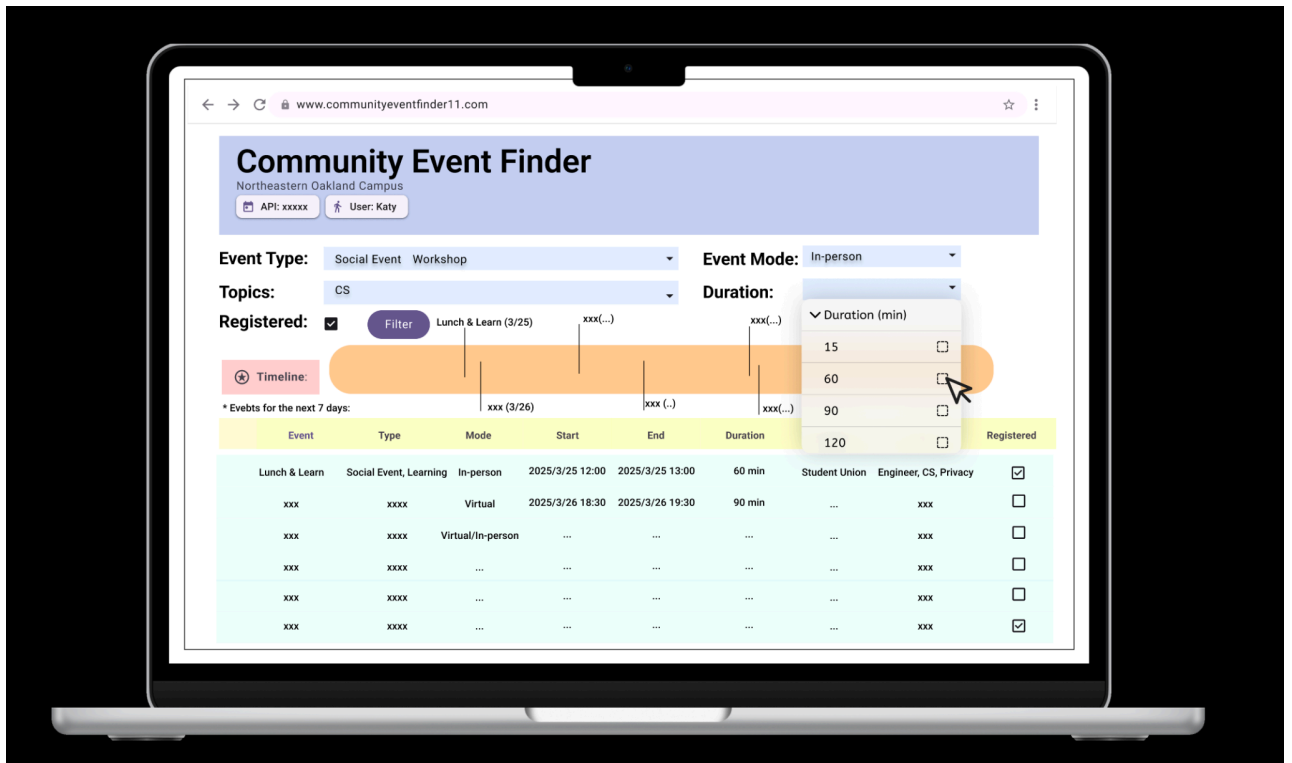 www.communityeventfinder11.com
Community Event Finder
Northeastern Oakland Campus
API: xxxxx User: Katy
Event Type: Social Event Workshop Event Mode: In-person
Topics: CS Duration:
Registered: Filter
Lunch & Learn (3/25) xxx(...) xxx(...)
Duration (min)
15
60
90
120
Timeline:
* Evebts for the next 7 days: xxx (3/26) xxx (..) xxx(...)
Event Type Mode Start End Duration Registered
Lunch & Learn Social Event, Learning In-person 2025/3/25 12:00 2025/3/25 13:00 60 min Student Union Engineer, CS, Privacy
xxx xxxx Virtual 2025/3/26 18:30 2025/3/26 19:30 90 min ... xxx
xxx xxxx Virtual/In-person ... ... ... ... xxx
xxx xxxx ... ... ... ... ... xxx
xxx xxxx ... ... ... ... ... xxx
xxx xxxx ... ... ... ... ... xxx